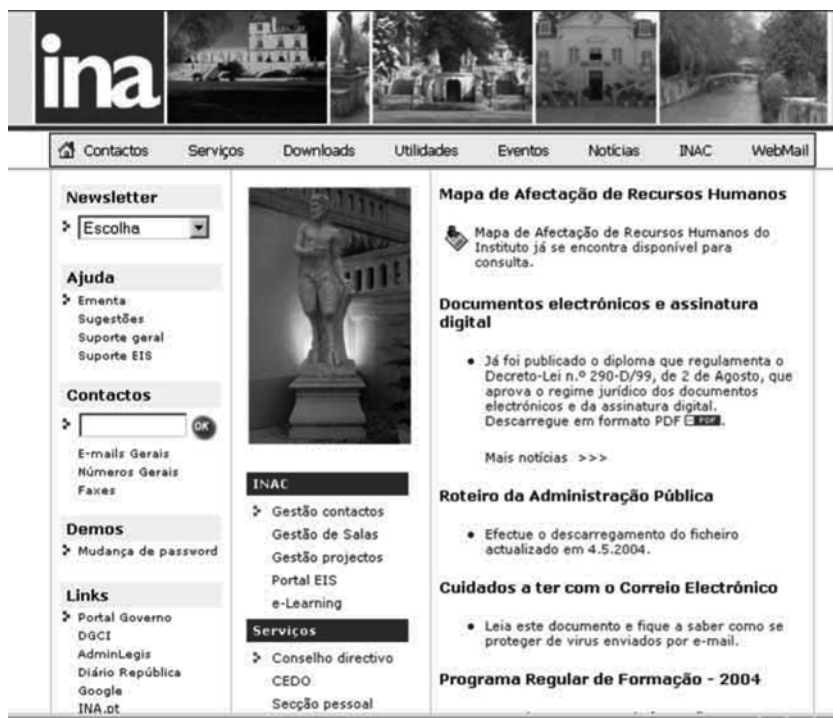 ina
Contactos Serviços Downloads Utilidades Eventos Notícias INAC WebMail
Newsletter
Escolha
Ajuda
Ementa
Sugestões
Suporte geral
Suporte EIS
Contactos
OK
E-mails Gerais
Números Gerais
Faxes
Demos
Mudança de password
Links
Portal Governo
DGCI
AdminLegis
Diário República
Google
INA.pt
INAC
Gestão contactos
Gestão de Salas
Gestão projectos
Portal EIS
e-Learning
Serviços
Conselho directivo
CEDO
Secção pessoal
Mapa de Afectação de Recursos Humanos
Mapa de Afectação de Recursos Humanos do
Instituto já se encontra disponível para
consulta.
Documentos electrónicos e assinatura
digital
• Já foi publicado o diploma que regulamenta o
Decreto-Lei n.º 290-D/99, de 2 de Agosto, que
aprova o regime jurídico dos documentos
electrónicos e da assinatura digital.
Descarregue em formato PDF PDF.
Mais notícias >>>
Roteiro da Administração Pública
• Efectue o descarregamento do ficheiro
actualizado em 4.5.2004.
Cuidados a ter com o Correio Electrónico
• Leia este documento e fique a saber como se
proteger de virus enviados por e-mail.
Programa Regular de Formação - 2004